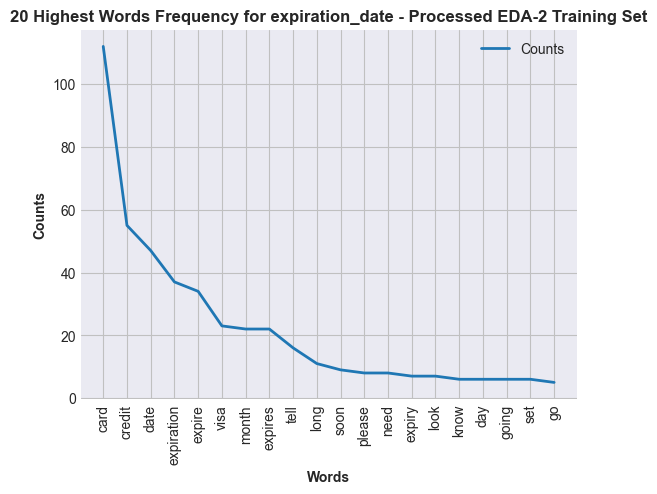 20 Highest Words Frequency for expiration_date - Processed EDA-2 Training Set
Counts
100
80
60
40
20
0
Counts
card
credit
date
expiration
expire
visa
month
expires
tell
long
soon
please
need
expiry
look
know
day
going
set
go
Words